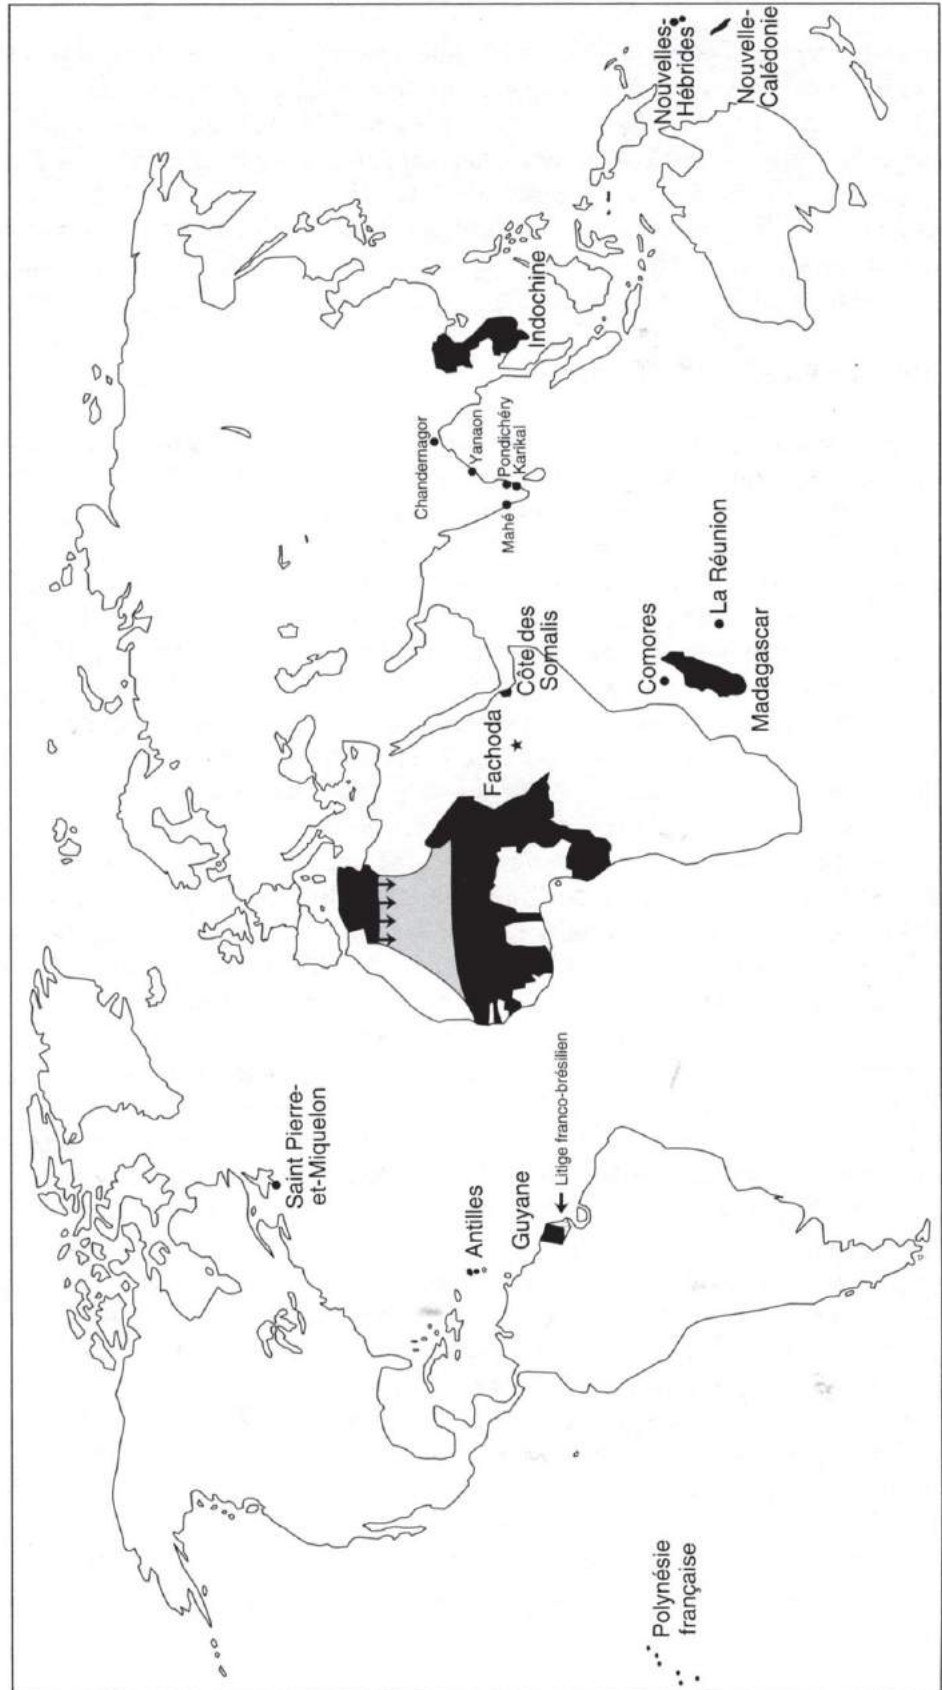 Saint Pierre-
et-Miquelon
Antilles
Guyane
Litige franco-brésilien
Polynésie
française
Fachoda
Côte des
Somalis
Comores
La Réunion
Madagascar
Chandernagor
Yanaon
Pondichéry
Karikal
Mahé
Indochine
Nouvelles-
Hébrides
Nouvelle-
Calédonie